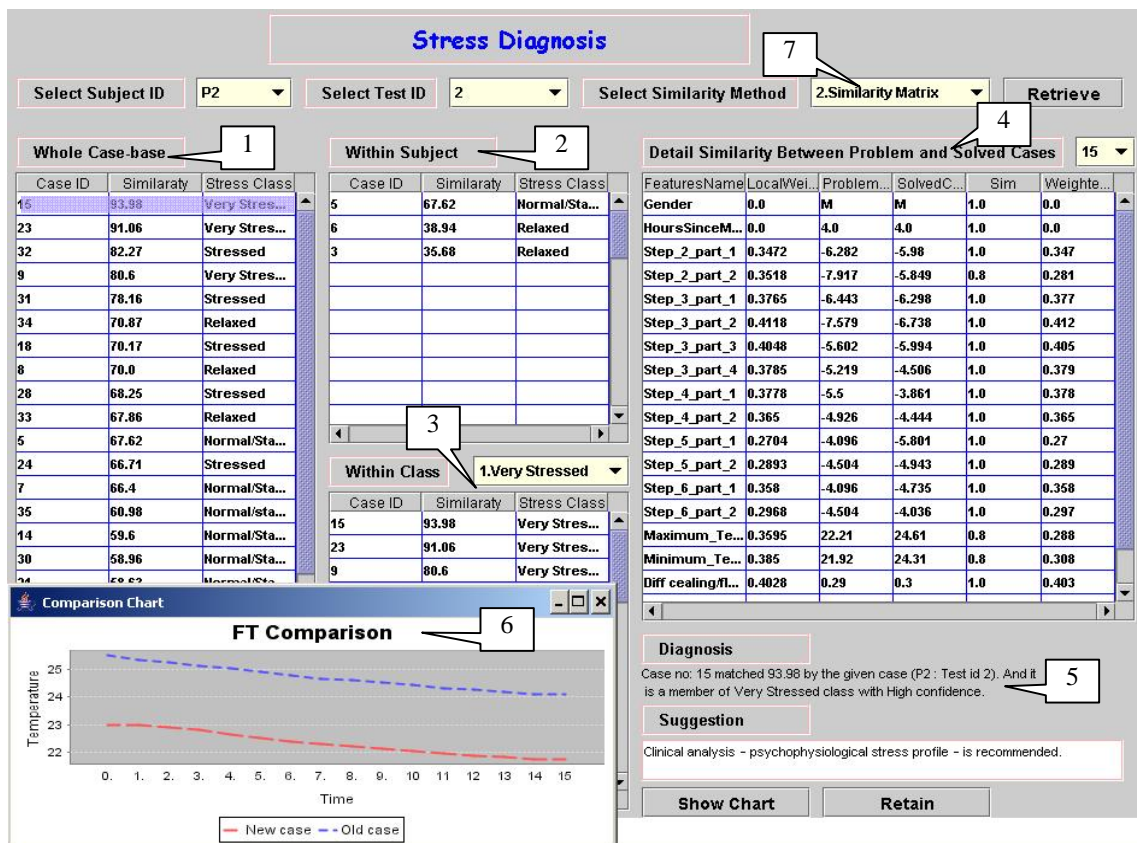 Stress Diagnosis
7
Select Subject ID P2 Select Test ID 2 Select Similarity Method 2.Similarity Matrix Retrieve
1
2
4
Whole Case-base
Case ID Similaraty Stress Class
15 93.98 Very Stres...
23 91.06 Very Stres...
32 82.27 Stressed
9 80.6 Very Stres...
31 78.16 Stressed
34 70.87 Relaxed
18 70.17 Stressed
8 70.0 Relaxed
28 68.25 Stressed
33 67.86 Relaxed
5 67.62 Normal/Sta...
24 66.71 Stressed
7 66.4 Normal/Sta...
35 60.98 Normal/sta...
14 59.6 Normal/Sta...
30 58.96 Normal/Sta...
Within Subject
Case ID Similaraty Stress Class
5 67.62 Normal/Sta...
6 38.94 Relaxed
3 35.68 Relaxed
3
Within Class 1.Very Stressed
Case ID Similaraty Stress Class
15 93.98 Very Stres...
23 91.06 Very Stres...
9 80.6 Very Stres...
Detail Similarity Between Problem and Solved Cases 15
FeaturesName LocalWei... Problem... SolvedC... Sim Weighte...
Gender 0.0 M M 1.0 0.0
HoursSinceM... 0.0 4.0 4.0 1.0 0.0
Step_2_part_1 0.3472 -6.282 -5.98 1.0 0.347
Step_2_part_2 0.3518 -7.917 -5.849 0.8 0.281
Step_3_part_1 0.3765 -6.443 -6.298 1.0 0.377
Step_3_part_2 0.4118 -7.579 -6.738 1.0 0.412
Step_3_part_3 0.4048 -5.602 -5.994 1.0 0.405
Step_3_part_4 0.3785 -5.219 -4.506 1.0 0.379
Step_4_part_1 0.3778 -5.5 -3.861 1.0 0.378
Step_4_part_2 0.365 -4.926 -4.444 1.0 0.365
Step_5_part_1 0.2704 -4.096 -5.801 1.0 0.27
Step_5_part_2 0.2893 -4.504 -4.943 1.0 0.289
Step_6_part_1 0.358 -4.096 -4.735 1.0 0.358
Step_6_part_2 0.2968 -4.504 -4.036 1.0 0.297
Maximum_Te... 0.3595 22.21 24.61 0.8 0.288
Minimum_Te... 0.385 21.92 24.31 0.8 0.308
Diff cealing/fl... 0.4028 0.29 0.3 1.0 0.403
Comparison Chart
FT Comparison
6
Temperature
25
24
23
22
0. 1. 2. 3. 4. 5. 6. 7. 8. 9. 10 11 12 13 14 15
Time
New case Old case
Diagnosis
Case no: 15 matched 93.98 by the given case (P2 : Test id 2). And it
is a member of Very Stressed class with High confidence.
5
Suggestion
Clinical analysis - psychophysiological stress profile - is recommended.
Show Chart Retain